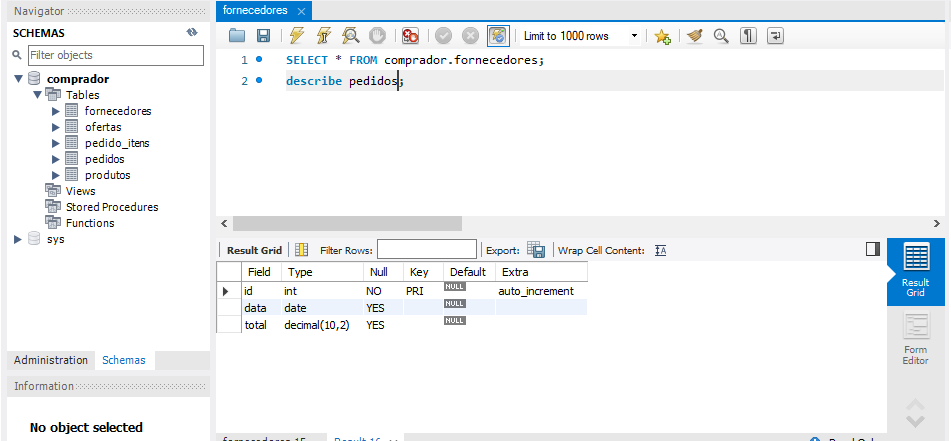 Navigator
SCHEMAS
Filter objects
comprador
Tables
fornecedores
ofertas
pedido_itens
pedidos
produtos
Views
Stored Procedures
Functions
sys
Administration Schemas
Information
No object selected
fornecedores
Limit to 1000 rows
1 SELECT * FROM comprador.fornecedores;
2 describe pedidos;
Result Grid Filter Rows: Export: Wrap Cell Content:
Field Type Null Key Default Extra
id int NO PRI NULL auto_increment
data date YES NULL
total decimal(10,2) YES NULL
Result
Grid
Form
Editor
fornecedores 15 Result 16